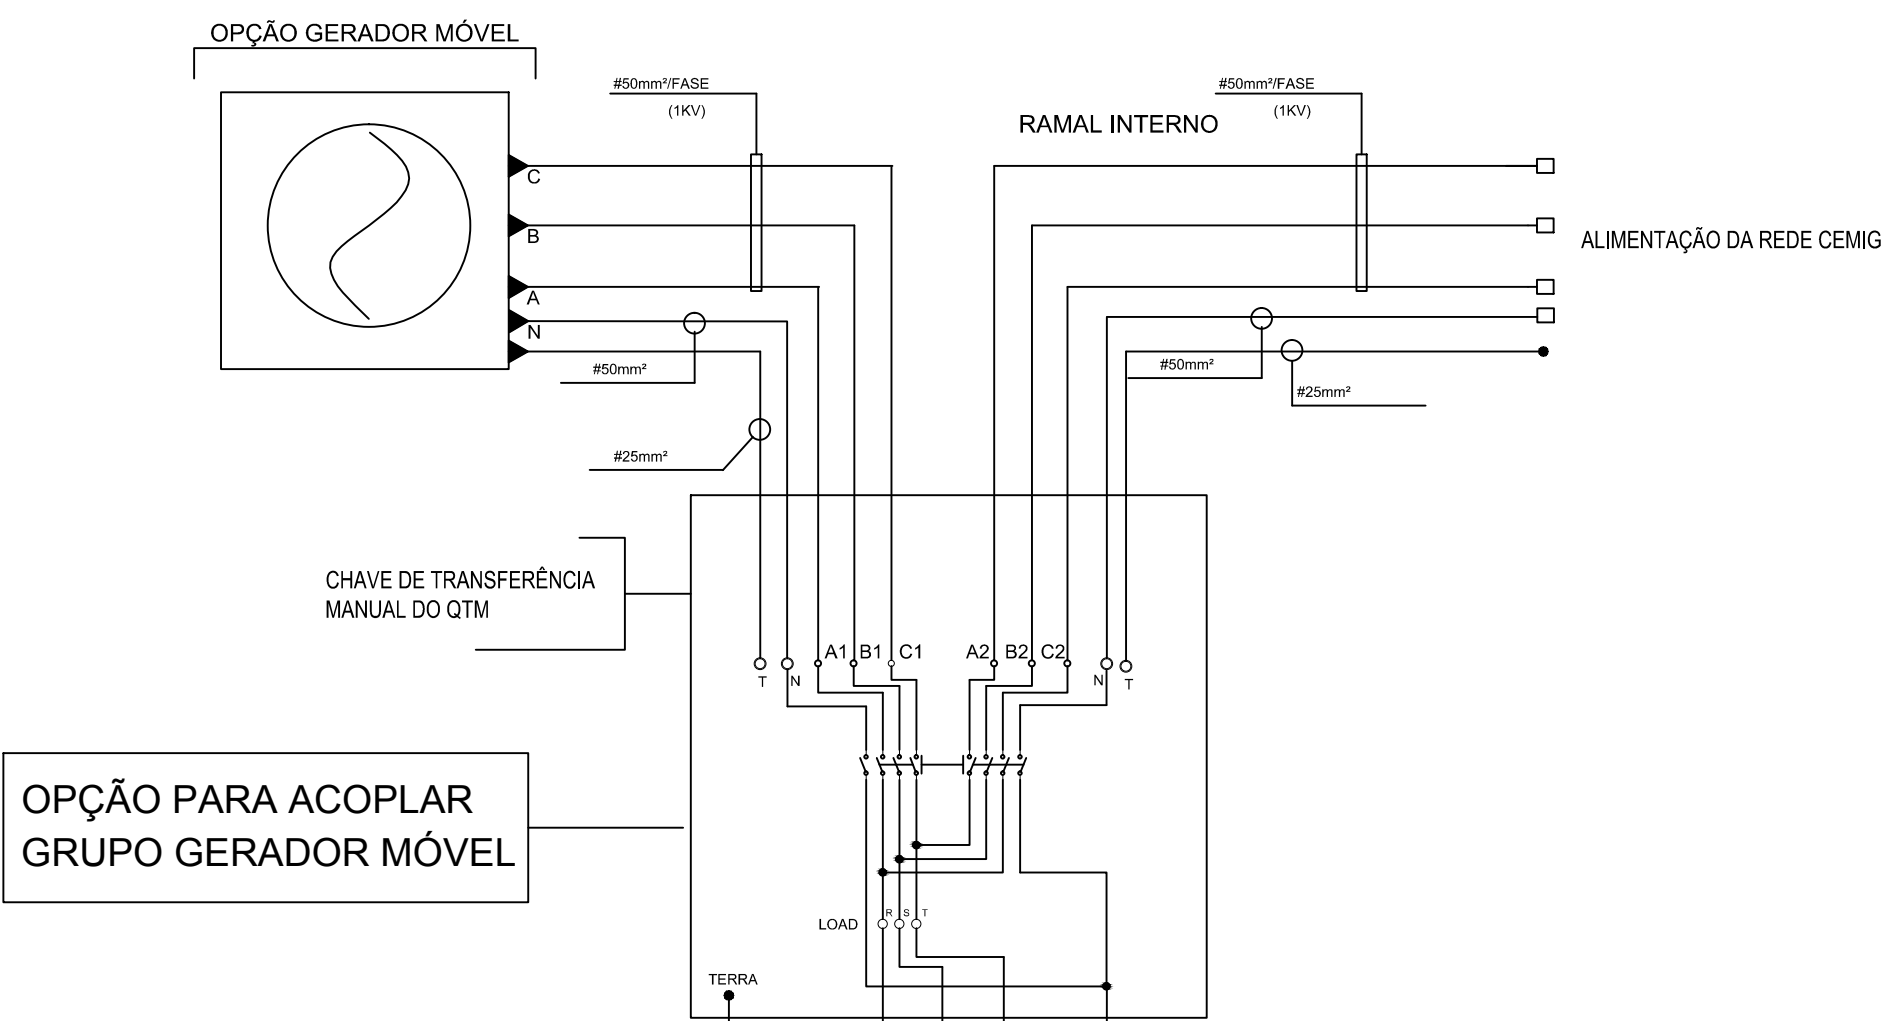 OPÇÃO GERADOR MÓVEL
#50mm²/FASE
(1KV)
#50mm²/FASE
(1KV)
RAMAL INTERNO
C
B
A
N
ALIMENTAÇÃO DA REDE CEMIG
#50mm²
#50mm²
#25mm²
#25mm²
CHAVE DE TRANSFERÊNCIA
MANUAL DO QTM
A1 B1 C1 A2 B2 C2
T N N T
OPÇÃO PARA ACOPLAR
GRUPO GERADOR MÓVEL
R S T
LOAD
TERRA